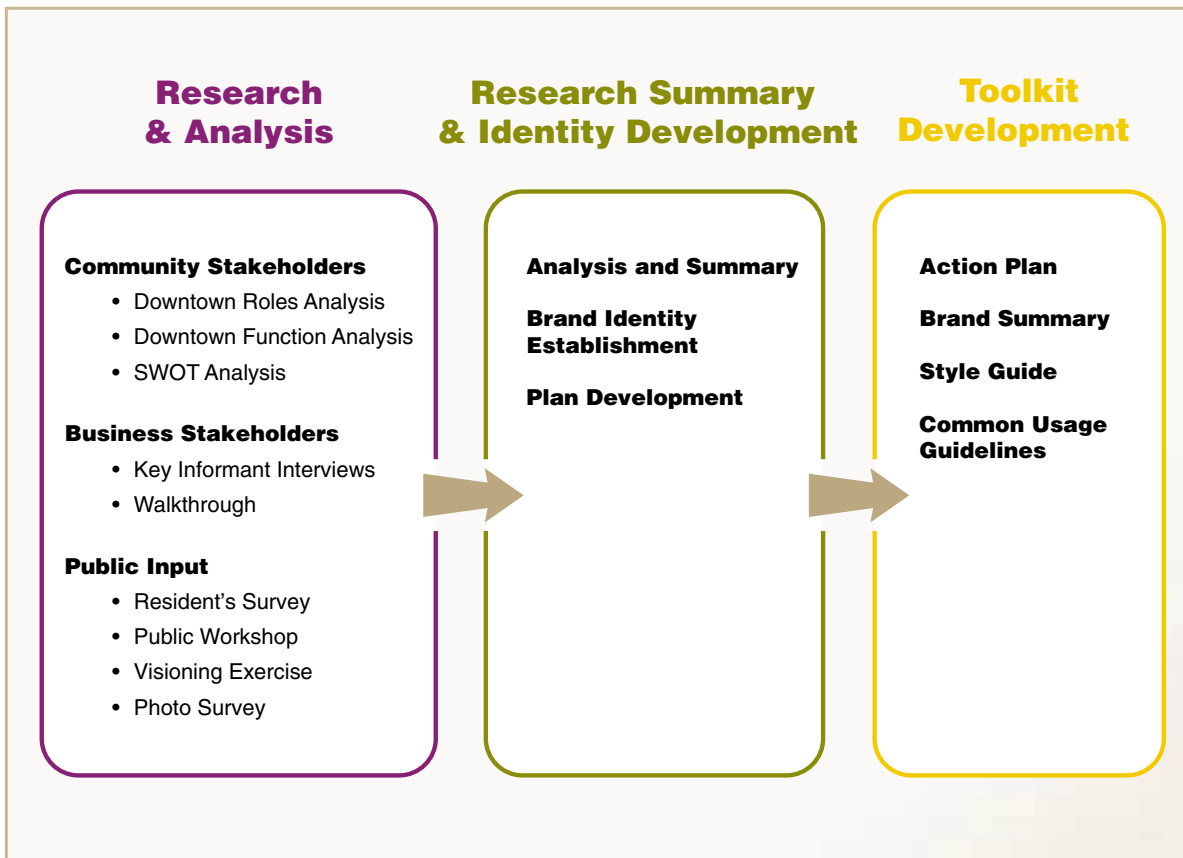 Research
& Analysis
Community Stakeholders
• Downtown Roles Analysis
• Downtown Function Analysis
• SWOT Analysis
Business Stakeholders
• Key Informant Interviews
• Walkthrough
Public Input
• Resident’s Survey
• Public Workshop
• Visioning Exercise
• Photo Survey
Research Summary
& Identity Development
Analysis and Summary
Brand Identity
Establishment
Plan Development
Toolkit
Development
Action Plan
Brand Summary
Style Guide
Common Usage
Guidelines